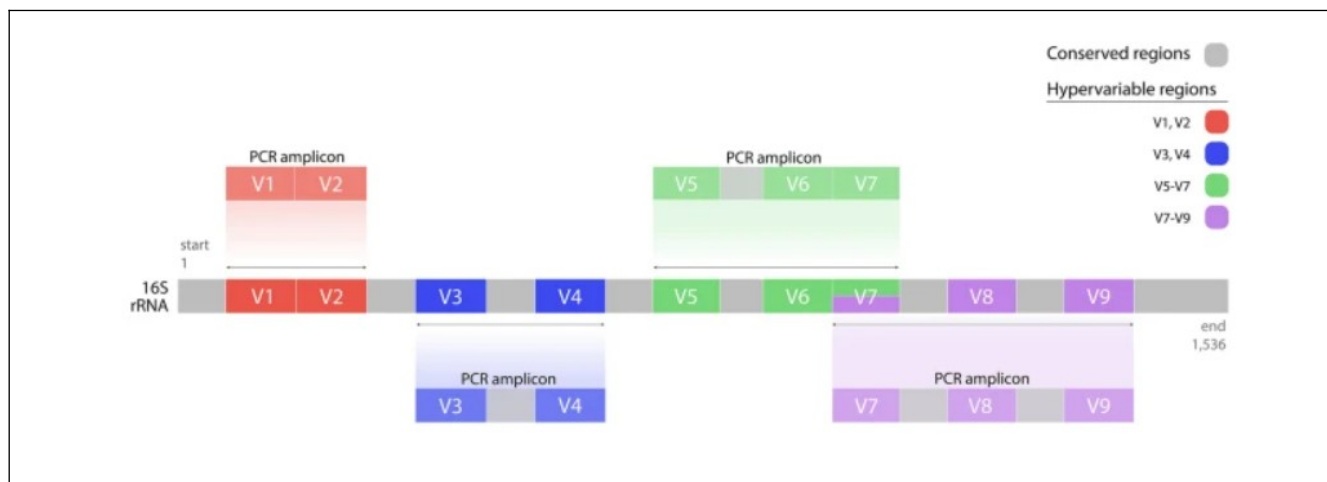 Conserved regions
Hypervariable regions
V1, V2
V3, V4
V5-V7
V7-V9
PCR amplicon
V1 V2
PCR amplicon
V5 V6 V7
start
1
16S
rRNA
V1 V2 V3 V4 V5 V6 V7 V8 V9
end
1,536
PCR amplicon
V3 V4
PCR amplicon
V7 V8 V9